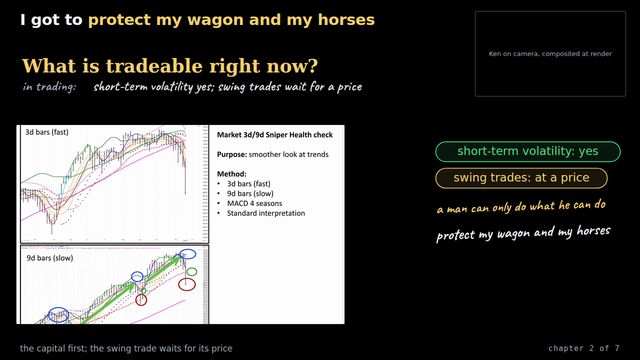 I got to protect my wagon and my horses
Ken on camera, composited at render
What is tradeable right now?
in trading: short-term volatility yes; swing trades wait for a price
3d bars (fast)
Market 3d/9d Sniper Health check
Purpose: smoother look at trends
Method:
• 3d bars (fast)
• 9d bars (slow)
• MACD 4 seasons
• Standard interpretation
9d bars (slow)
short-term volatility: yes
swing trades: at a price
a man can only do what he can do
protect my wagon and my horses
the capital first; the swing trade waits for its price
chapter 2 of 7